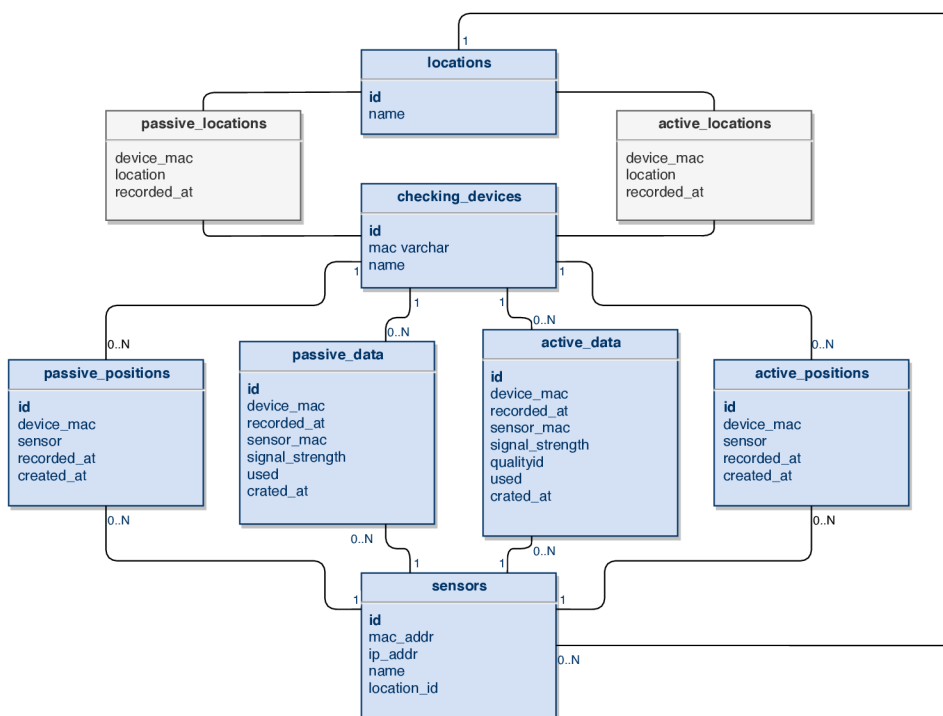 1
locations
id
name
passive_locations
device_mac
location
recorded_at
active_locations
device_mac
location
recorded_at
checking_devices
id
mac varchar
name
1
1
1
1
0..N
0..N
0..N
0..N
passive_positions
id
device_mac
sensor
recorded_at
created_at
passive_data
id
device_mac
recorded_at
sensor_mac
signal_strength
used
crated_at
active_data
id
device_mac
recorded_at
sensor_mac
signal_strength
qualityid
used
crated_at
active_positions
id
device_mac
sensor
recorded_at
created_at
0..N
0..N
0..N
0..N
1
1
1
1
sensors
id
mac_addr
ip_addr
name
location_id
0..N